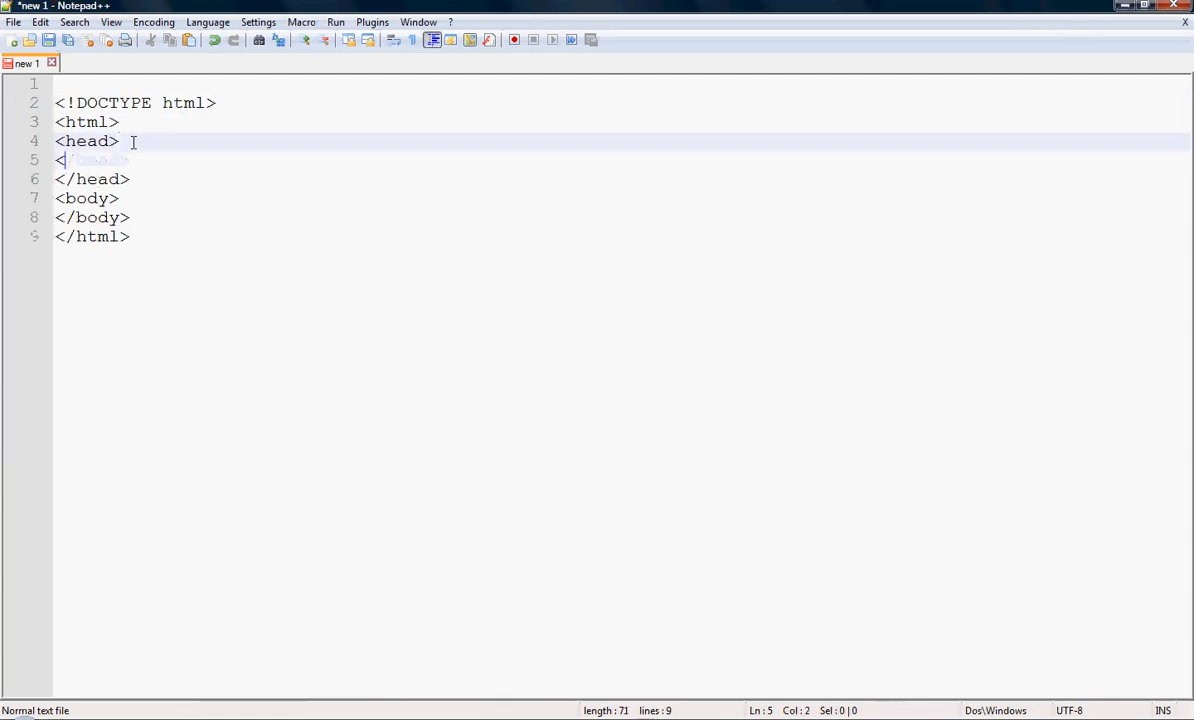 *new 1 - Notepad++
File Edit Search View Encoding Language Settings Macro Run Plugins Window ?
X
new 1
1
2 <!DOCTYPE html>
3 <html>
4 <head>
5 <
6 </head>
7 <body>
8 </body>
9 </html>
Normal text file length : 71 lines : 9 Ln : 5 Col : 2 Sel : 0 | 0 Dos\Windows UTF-8 INS